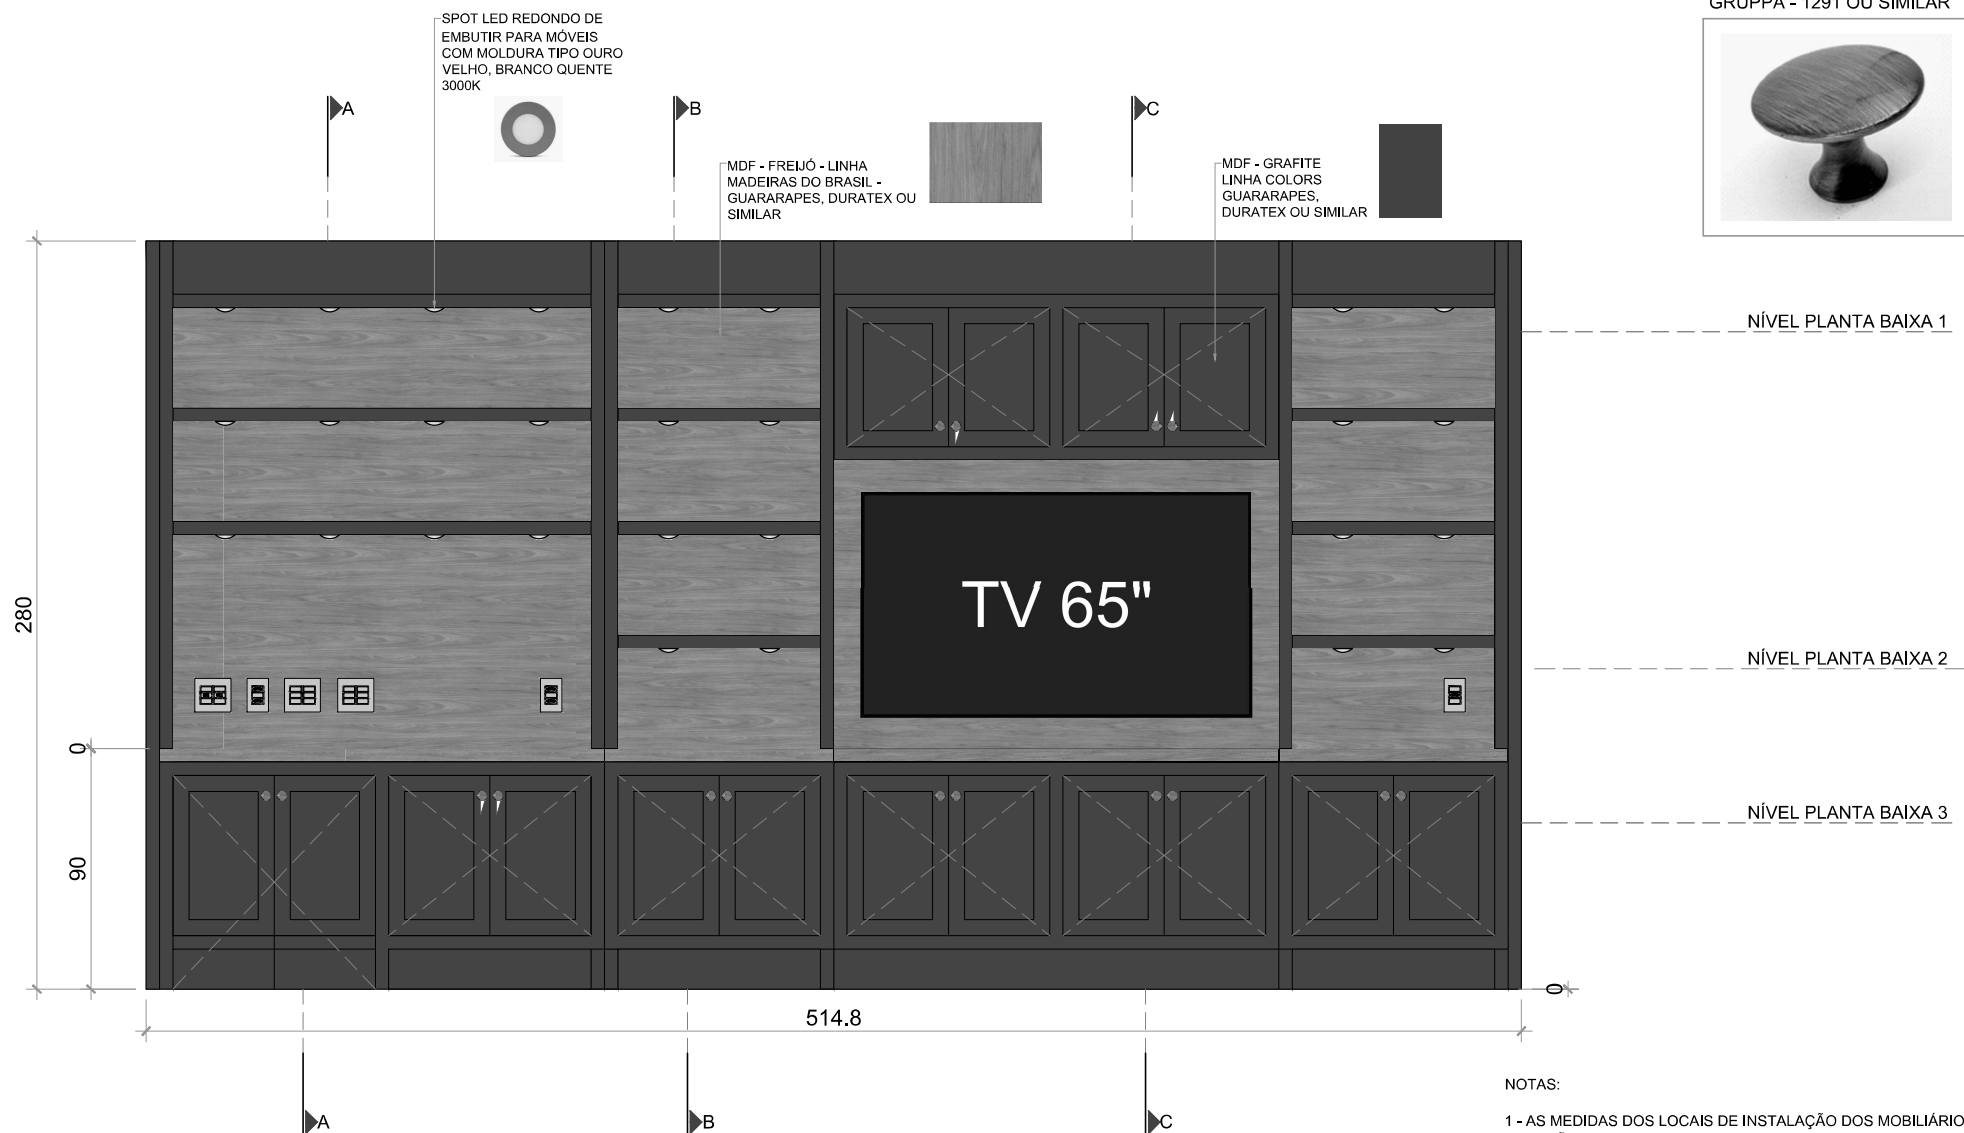 GRUPPA - 1291 OU SIMILAR
SPOT LED REDONDO DE
EMBUTIR PARA MÓVEIS
COM MOLDURA TIPO OURO
VELHO, BRANCO QUENTE
3000K
A
B
C
MDF - FREIJÓ - LINHA
MADEIRAS DO BRASIL -
GUARARAPES, DURATEX OU
SIMILAR
MDF - GRAFITE
LINHA COLORS
GUARARAPES,
DURATEX OU SIMILAR
NÍVEL PLANTA BAIXA 1
TV 65"
280
NÍVEL PLANTA BAIXA 2
0
NÍVEL PLANTA BAIXA 3
90
0
514.8
A
B
C
NOTAS:
1 - AS MEDIDAS DOS LOCAIS DE INSTALAÇÃO DOS MOBILIÁRIO